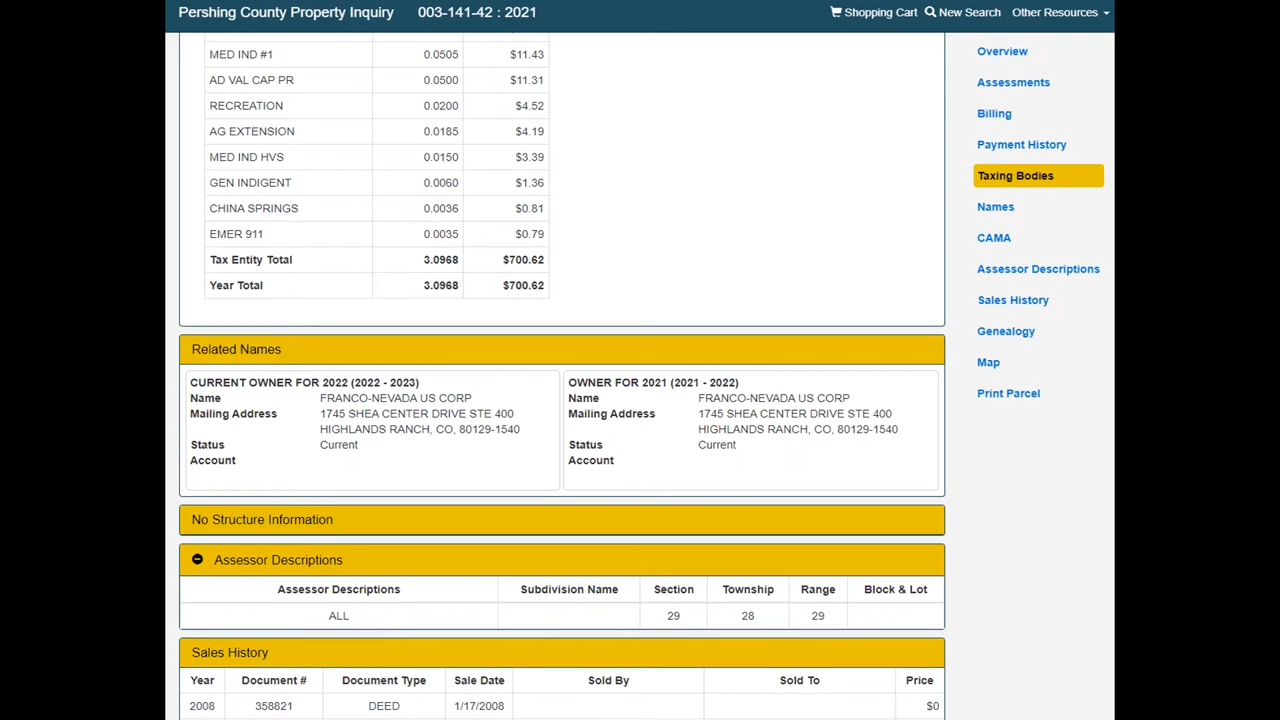 Pershing County Property Inquiry 003-141-42 : 2021 Shopping Cart New Search Other Resources
MED IND #1 0.0505 $11.43
AD VAL CAP PR 0.0500 $11.31
RECREATION 0.0200 $4.52
AG EXTENSION 0.0185 $4.19
MED IND HVS 0.0150 $3.39
GEN INDIGENT 0.0060 $1.36
CHINA SPRINGS 0.0036 $0.81
EMER 911 0.0035 $0.79
Tax Entity Total 3.0968 $700.62
Year Total 3.0968 $700.62
Related Names
CURRENT OWNER FOR 2022 (2022 - 2023)
Name FRANCO-NEVADA US CORP
Mailing Address 1745 SHEA CENTER DRIVE STE 400
HIGHLANDS RANCH, CO, 80129-1540
Status Current
Account
OWNER FOR 2021 (2021 - 2022)
Name FRANCO-NEVADA US CORP
Mailing Address 1745 SHEA CENTER DRIVE STE 400
HIGHLANDS RANCH, CO, 80129-1540
Status Current
Account
No Structure Information
Assessor Descriptions
Assessor Descriptions Subdivision Name Section Township Range Block & Lot
ALL 29 28 29
Sales History
Year Document # Document Type Sale Date Sold By Sold To Price
2008 358821 DEED 1/17/2008 $0
Overview
Assessments
Billing
Payment History
Taxing Bodies
Names
CAMA
Assessor Descriptions
Sales History
Genealogy
Map
Print Parcel